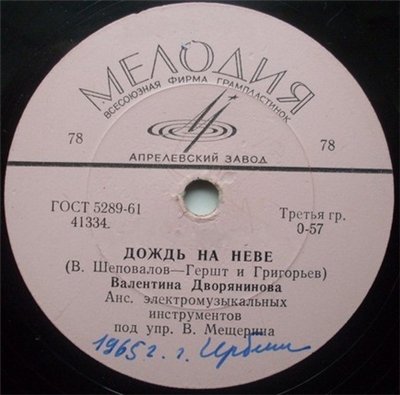 МЕЛОДИЯ
ВСЕСОЮЗНАЯ ФИРМА ГРАМПЛАСТИНОК
78
78
АПРЕЛЕВСКИЙ ЗАВОД
ГОСТ 5289-61
41334
Третья гр.
0-57
ДОЖДЬ НА НЕВЕ
(В. Шеповалов—Гершт и Григорьев)
Валентина Дворянинова
Анс. электромузыкальных
инструментов
под упр. В. Мещерина
1965 г. г. Ирбит